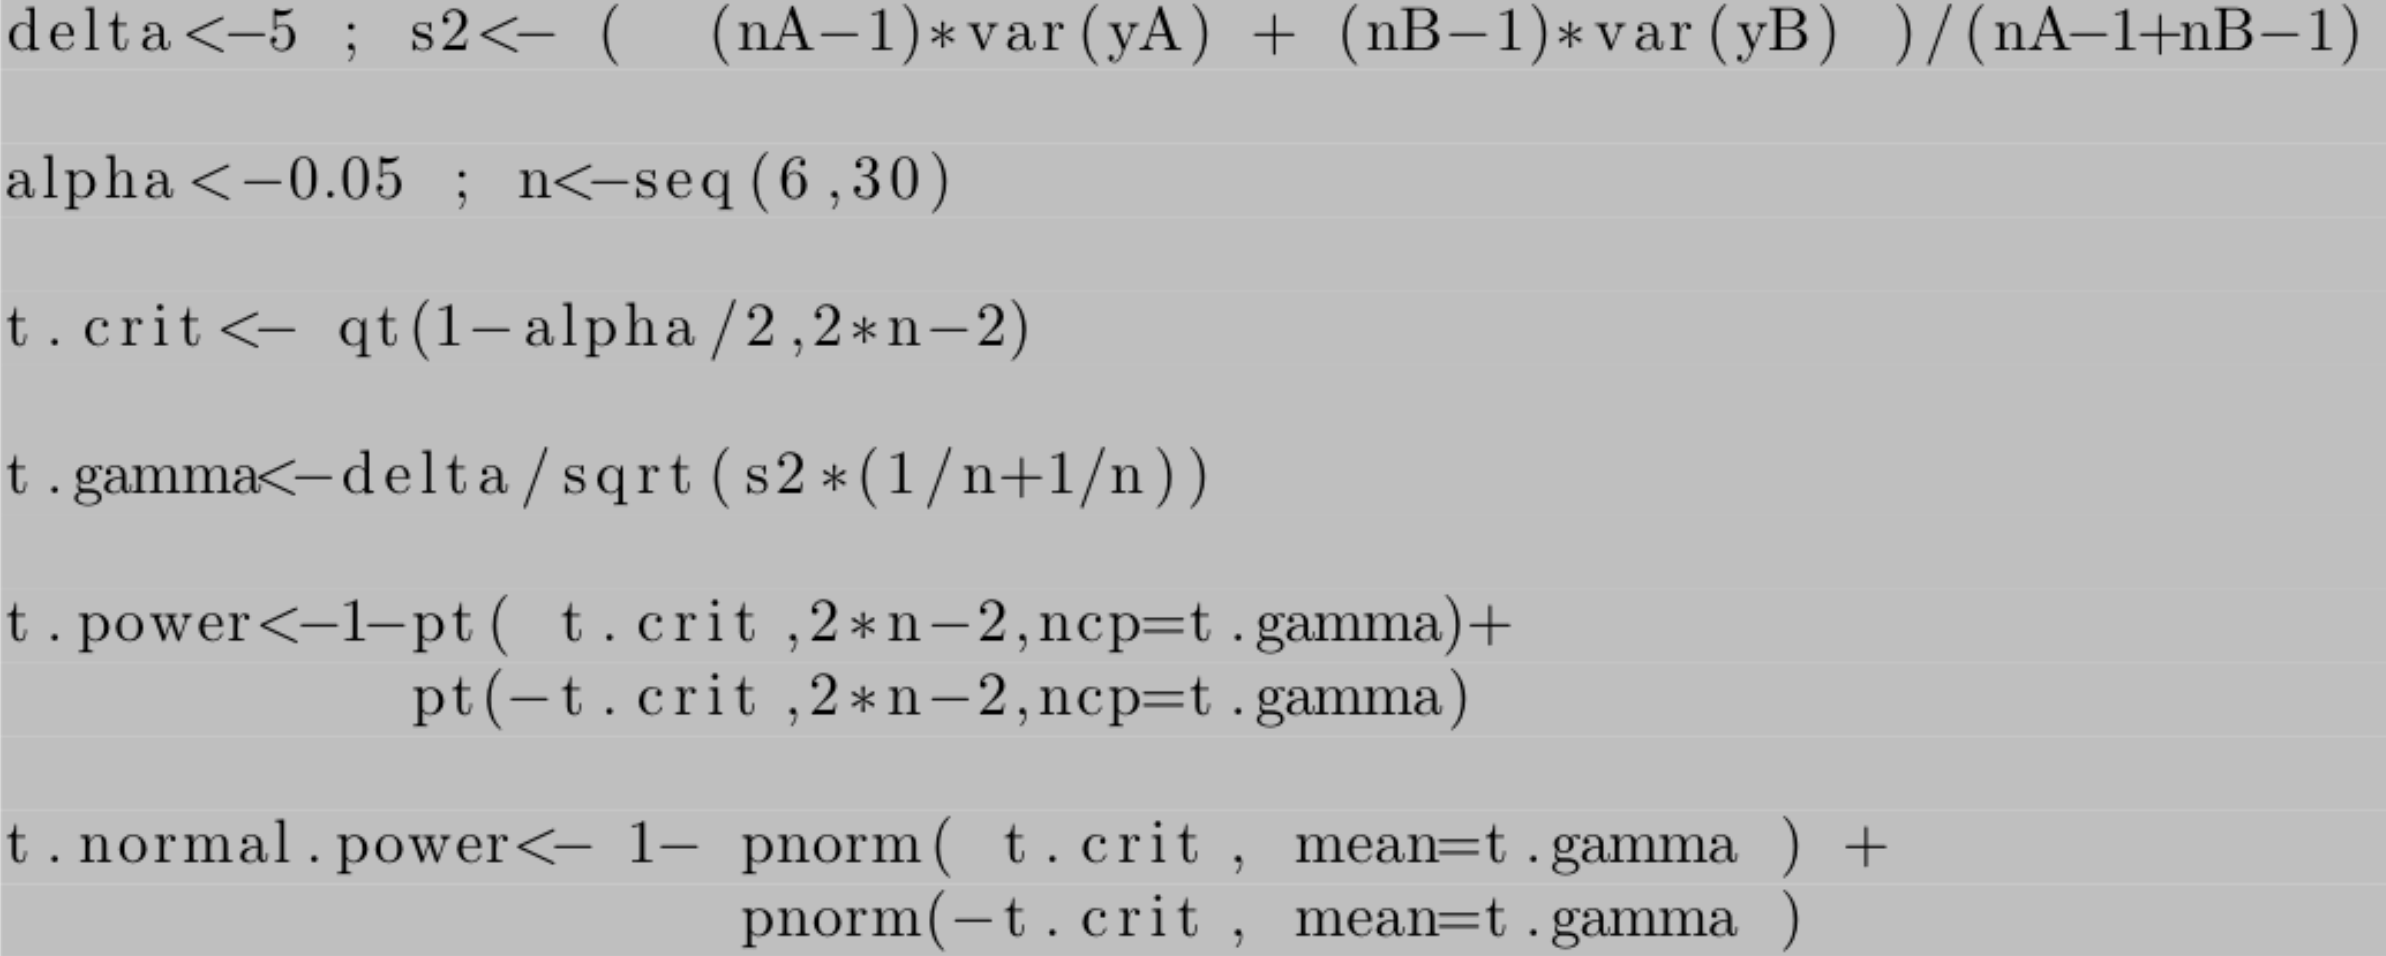 delta<-5 ; s2<- ( (nA-1)*var(yA) + (nB-1)*var(yB) )/(nA-1+nB-1)
alpha<-0.05 ; n<-seq(6,30)
t.crit<- qt(1-alpha/2,2*n-2)
t.gamma<-delta/sqrt(s2*(1/n+1/n))
t.power<-1-pt( t.crit,2*n-2,ncp=t.gamma)+
pt(-t.crit,2*n-2,ncp=t.gamma)
t.normal.power<- 1- pnorm( t.crit, mean=t.gamma ) +
pnorm(-t.crit, mean=t.gamma )